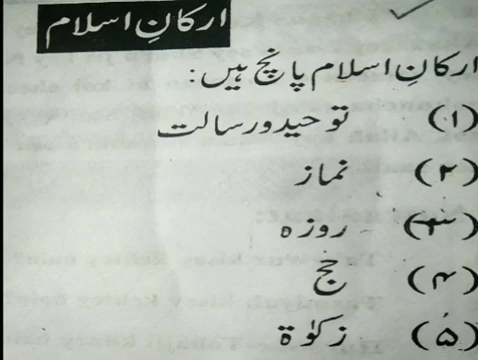 ارکانِ اسلام
ارکانِ اسلام پانچ ہیں:
(۱) توحید و رسالت
(۲) نماز
(۳) روزہ
(۴) حج
(۵) زکوٰۃ